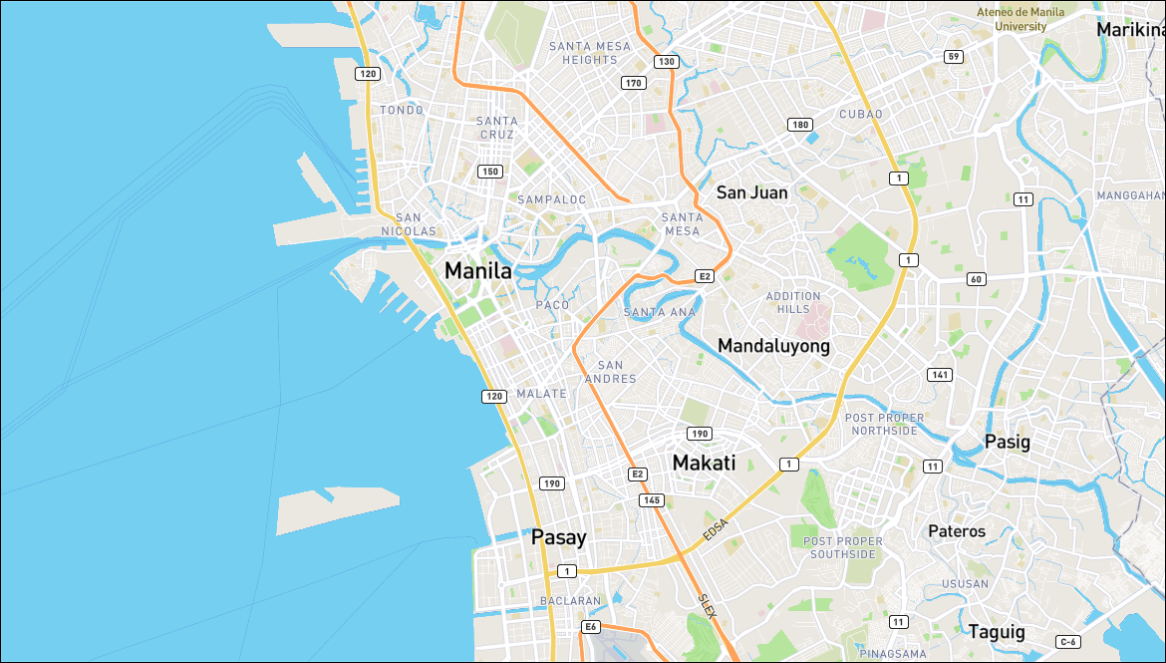 Ateneo de Manila
University
Marikina
SANTA MESA
HEIGHTS
59
130
120
170
TONDO
CUBAO
SANTA
CRUZ
180
150
1
San Juan
MANGGAHAN
SAMPALOC
11
SAN
NICOLAS
SANTA
MESA
1
Manila
E2
60
ADDITION
HILLS
PACO
SANTA ANA
Mandaluyong
SAN
ANDRES
141
MALATE
120
POST PROPER
NORTHSIDE
190
Pasig
Makati
1
11
E2
190
145
EDSA
Pateros
Pasay
POST PROPER
SOUTHSIDE
1
USUSAN
BACLARAN
SLEX
11
E6
Taguig
C-6
PINAGSAMA